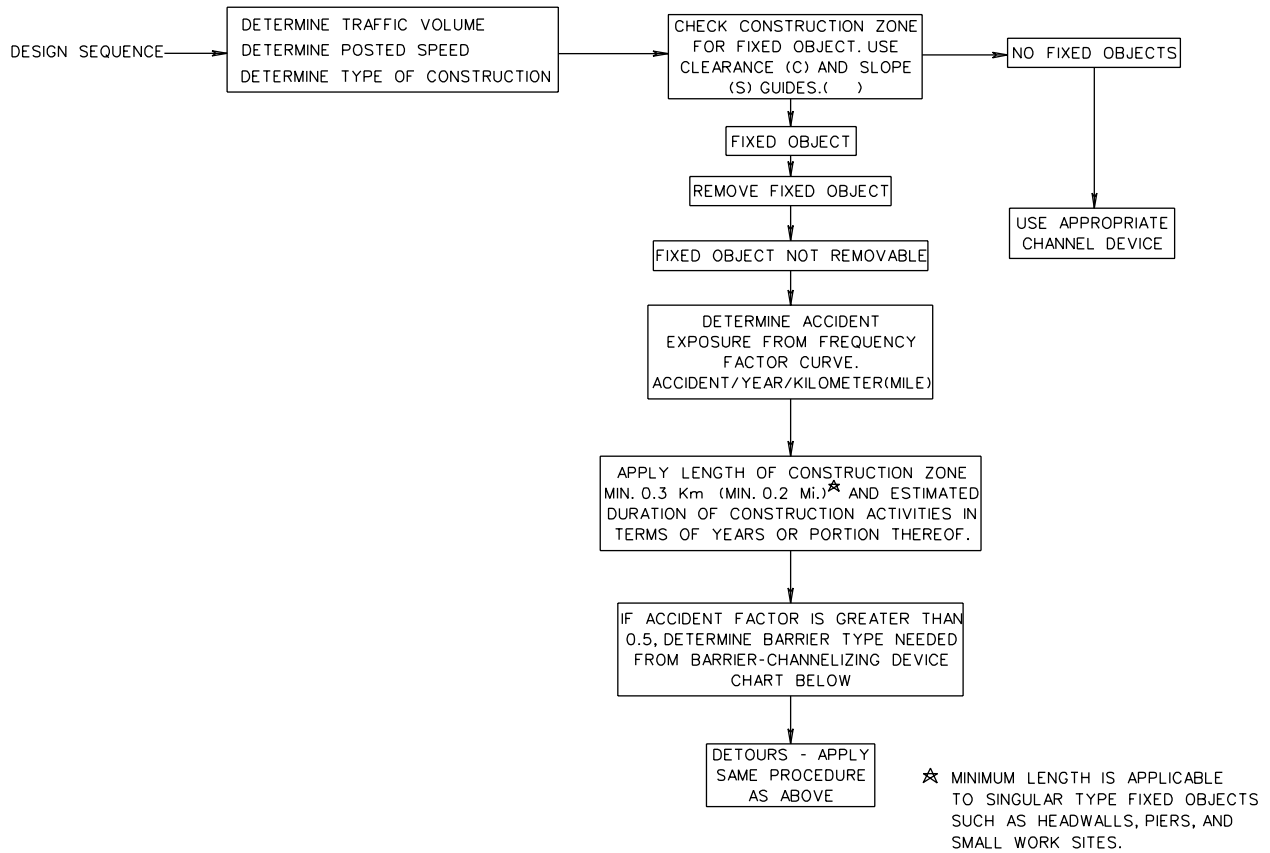 DESIGN SEQUENCE
DETERMINE TRAFFIC VOLUME
DETERMINE POSTED SPEED
DETERMINE TYPE OF CONSTRUCTION
CHECK CONSTRUCTION ZONE
FOR FIXED OBJECT. USE
CLEARANCE (C) AND SLOPE
(S) GUIDES.( )
NO FIXED OBJECTS
USE APPROPRIATE
CHANNEL DEVICE
FIXED OBJECT
REMOVE FIXED OBJECT
FIXED OBJECT NOT REMOVABLE
DETERMINE ACCIDENT
EXPOSURE FROM FREQUENCY
FACTOR CURVE.
ACCIDENT/YEAR/KILOMETER(MILE)
APPLY LENGTH OF CONSTRUCTION ZONE
MIN. 0.3 Km (MIN. 0.2 Mi.)☆ AND ESTIMATED
DURATION OF CONSTRUCTION ACTIVITIES IN
TERMS OF YEARS OR PORTION THEREOF.
IF ACCIDENT FACTOR IS GREATER THAN
0.5, DETERMINE BARRIER TYPE NEEDED
FROM BARRIER-CHANNELIZING DEVICE
CHART BELOW
DETOURS - APPLY
SAME PROCEDURE
AS ABOVE
☆ MINIMUM LENGTH IS APPLICABLE
TO SINGULAR TYPE FIXED OBJECTS
SUCH AS HEADWALLS, PIERS, AND
SMALL WORK SITES.